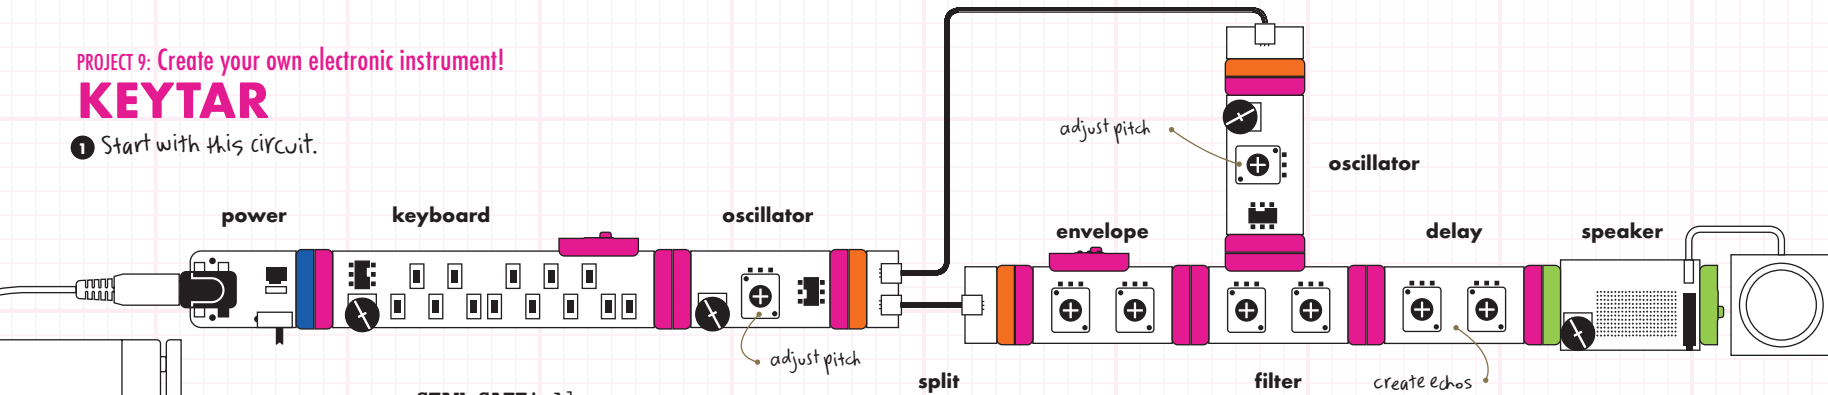 PROJECT 9: Create your own electronic instrument!
KEYTAR
1 Start with this circuit.
adjust pitch
oscillator
power
keyboard
oscillator
envelope
delay
speaker
adjust pitch
split
filter
create echos